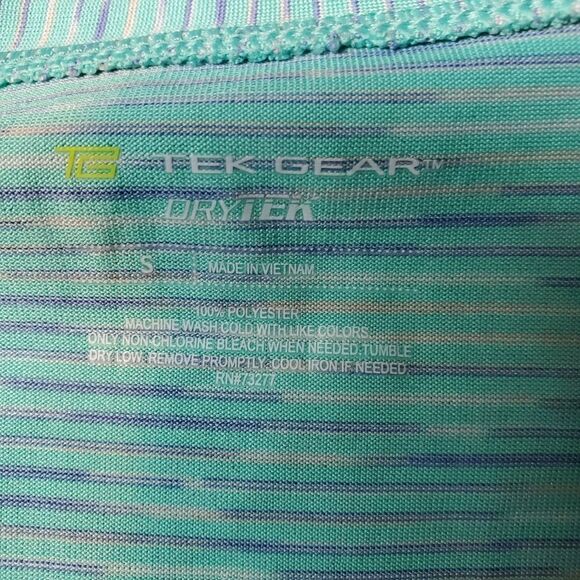 TG TEK GEAR™
DRYTEK
S MADE IN VIETNAM
100% POLYESTER
MACHINE WASH COLD WITH LIKE COLORS.
ONLY NON-CHLORINE BLEACH WHEN NEEDED.TUMBLE
DRY LOW. REMOVE PROMPTLY. COOL IRON IF NEEDED.
RN#73277